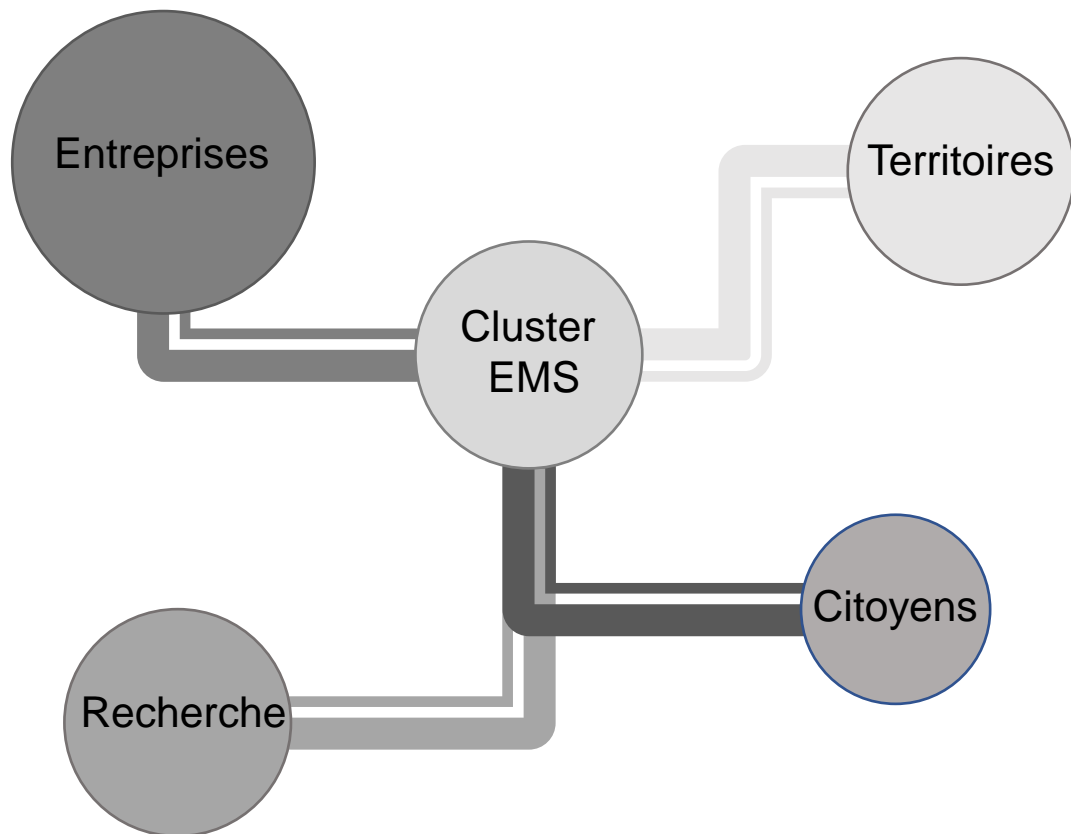 Entreprises
Territoires
Cluster
EMS
Citoyens
Recherche